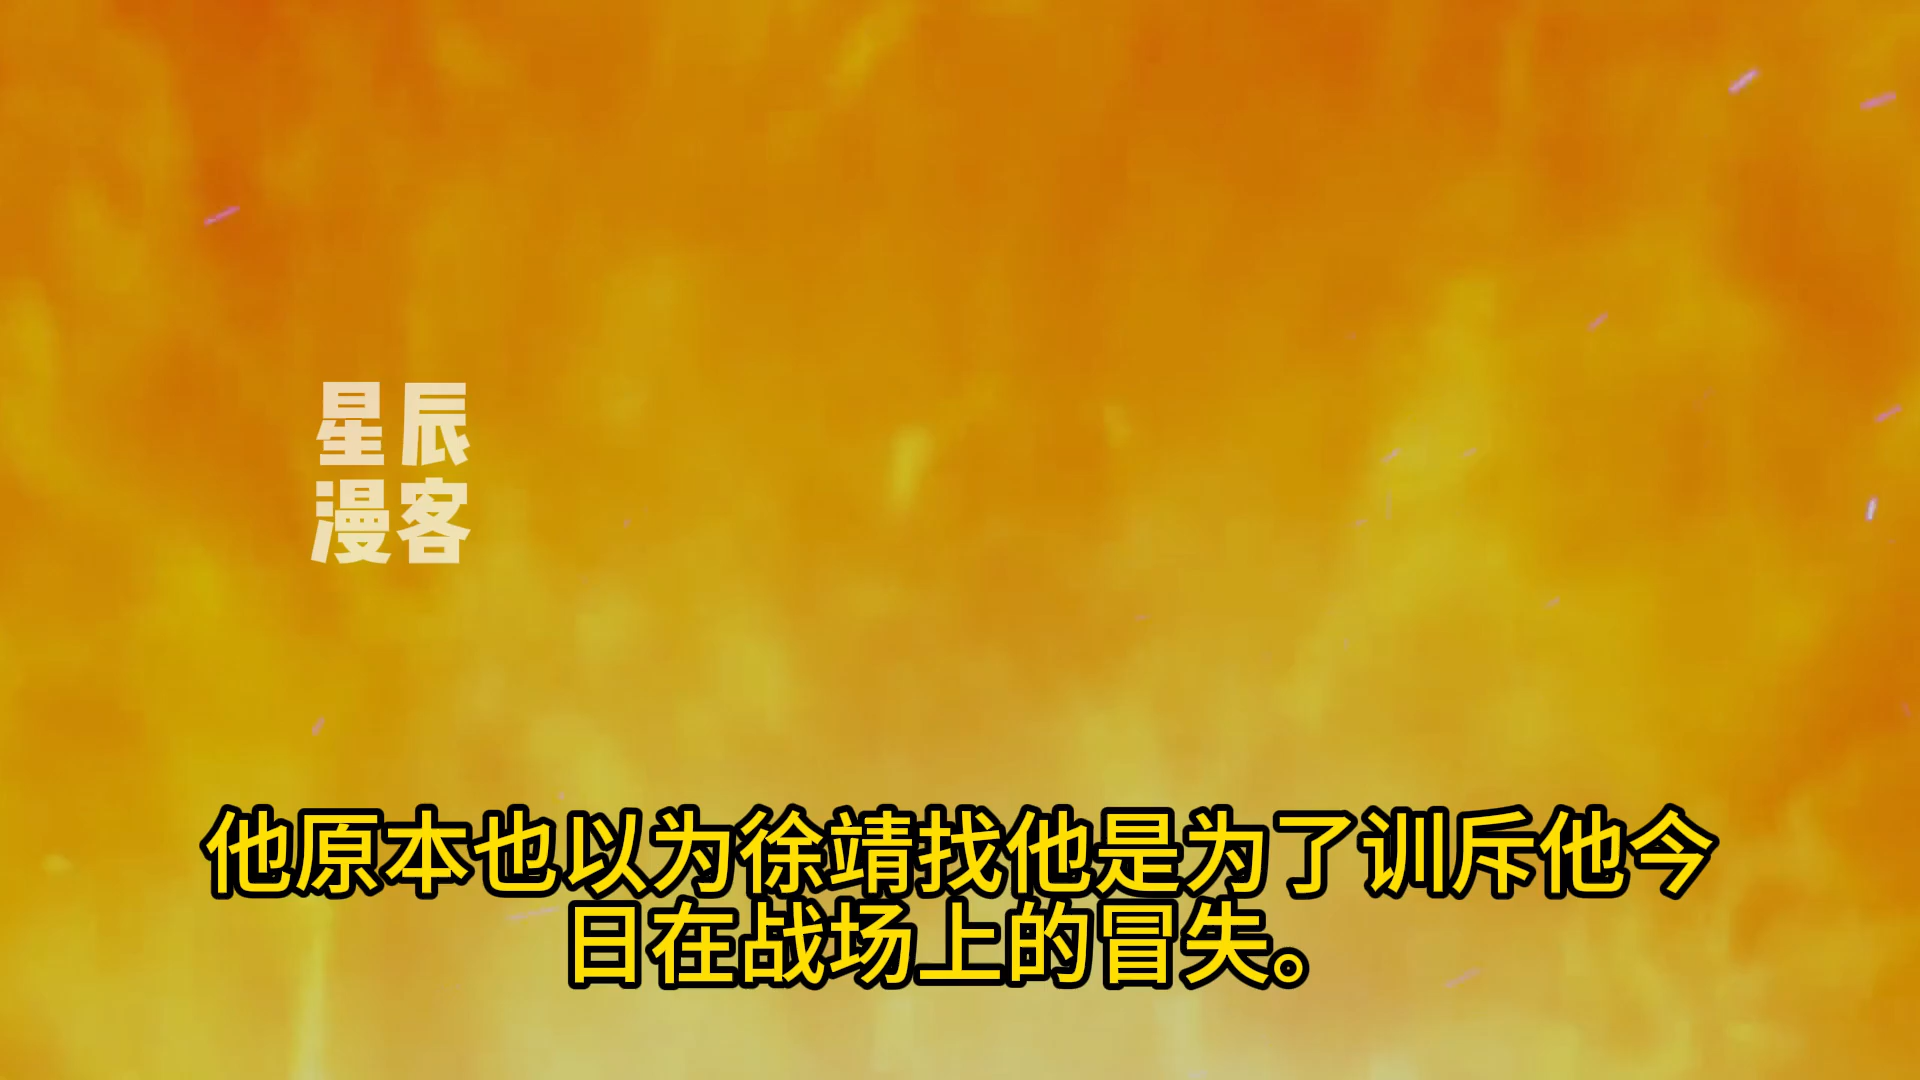 星辰
漫客
他原本也以为徐靖找他是为了训斥他今
日在战场上的冒失。